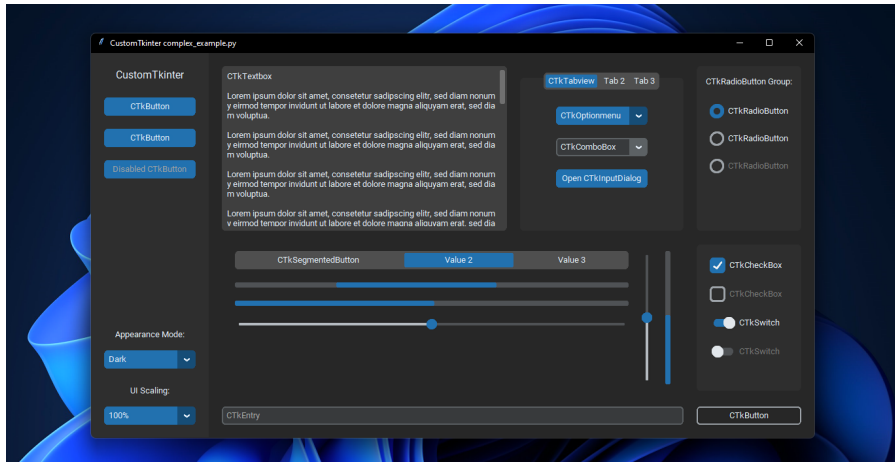 CustomTkinter complex_example.py
CustomTkinter
CTkButton
CTkButton
Disabled CTkButton
Appearance Mode:
Dark
UI Scaling:
100%
CTkTextbox
Lorem ipsum dolor sit amet, consetetur sadipscing elitr, sed diam nonum
y eirmod tempor invidunt ut labore et dolore magna aliquyam erat, sed dia
m voluptua.
Lorem ipsum dolor sit amet, consetetur sadipscing elitr, sed diam nonum
y eirmod tempor invidunt ut labore et dolore magna aliquyam erat, sed dia
m voluptua.
Lorem ipsum dolor sit amet, consetetur sadipscing elitr, sed diam nonum
y eirmod tempor invidunt ut labore et dolore magna aliquyam erat, sed dia
m voluptua.
Lorem ipsum dolor sit amet, consetetur sadipscing elitr, sed diam nonum
y eirmod tempor invidunt ut labore et dolore magna aliquyam erat, sed dia
CTkTabview Tab 2 Tab 3
CTkOptionmenu
CTkComboBox
Open CTkInputDialog
CTkRadioButton Group:
CTkRadioButton
CTkRadioButton
CTkRadioButton
CTkSegmentedButton Value 2 Value 3
CTkCheckBox
CTkCheckBox
CTkSwitch
CTkSwitch
CTkEntry
CTkButton